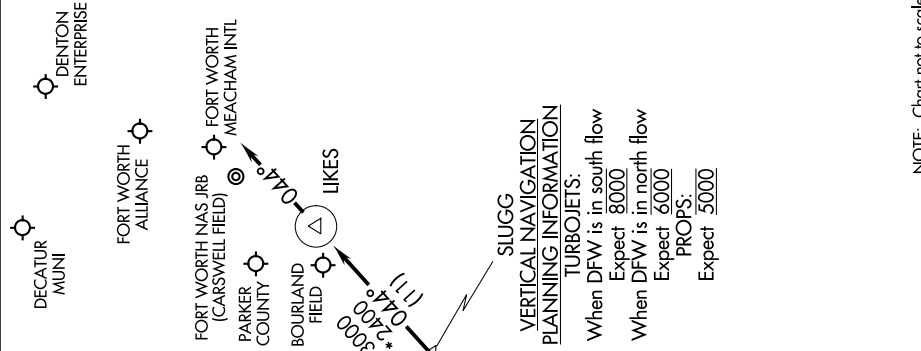 DENTON
ENTERPRISE
FORT WORTH
MEACHAM INTL
FORT WORTH
ALLIANCE
DECATUR
MUNI
FORT WORTH NAS JRB
(CARSWELL FIELD)
PARKER
COUNTY
BOURLAND
FIELD
LIKES
044°
3000
*2400
044°
(11)
SLUGG
VERTICAL NAVIGATION
PLANNING INFORMATION
TURBOJETS:
When DFW is in south flow
Expect 8000
When DFW is in north flow
Expect 6000
PROPS:
Expect 5000
NOTE: Chart not to scale